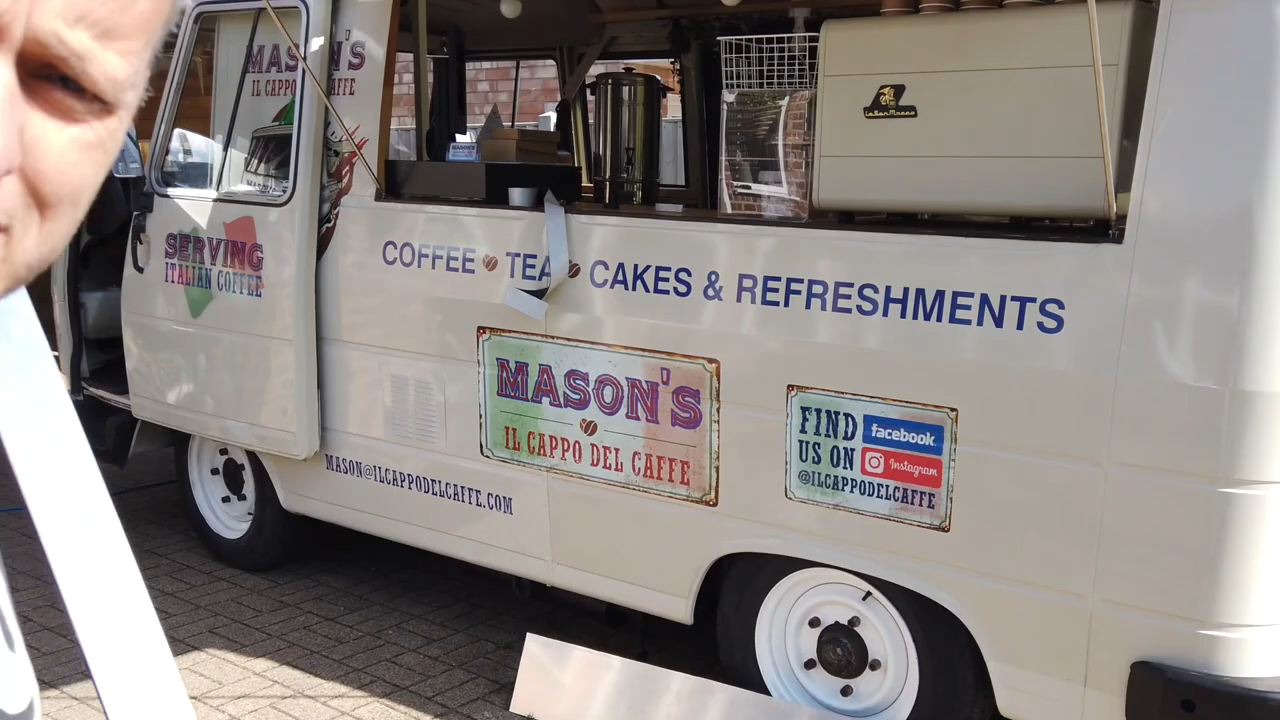 MASON'S
IL CAPPO CAFFE
SERVING
ITALIAN COFFEE
COFFEE TEA CAKES & REFRESHMENTS
MASON'S
IL CAPPO DEL CAFFE
MASON@ILCAPPODELCAFFE.COM
FIND
US ON
facebook.
Instagram
@ILCAPPODELCAFFE
MASON'S